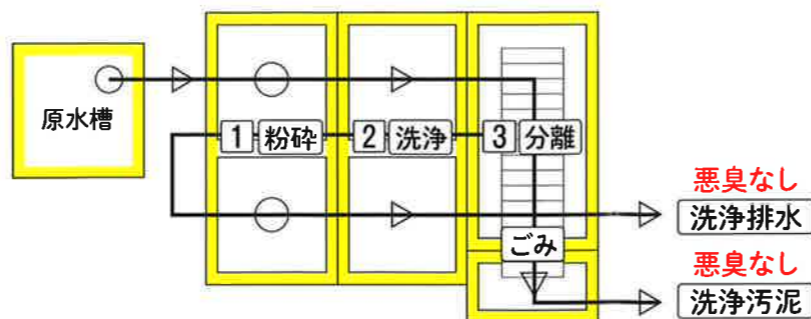 原水槽
1 粉砕
2 洗浄
3 分離
悪臭なし
洗浄排水
ごみ
悪臭なし
洗浄汚泥